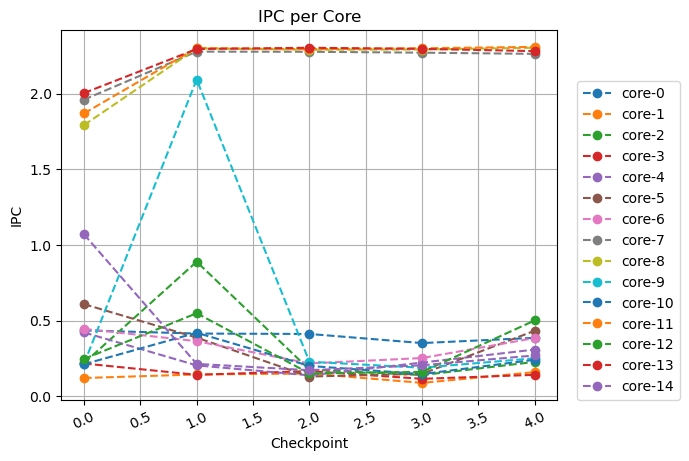 IPC per Core
IPC
2.0
1.5
1.0
0.5
0.0
0.0
0.5
1.0
1.5
2.0
2.5
3.0
3.5
4.0
Checkpoint
core-0
core-1
core-2
core-3
core-4
core-5
core-6
core-7
core-8
core-9
core-10
core-11
core-12
core-13
core-14